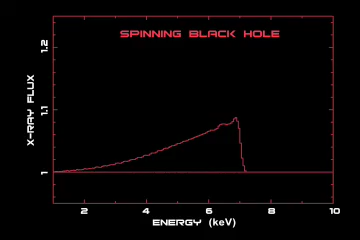 SPINNING BLACK HOLE
X-RAY FLUX
1.2
1.1
1
2 4 6 8 10
ENERGY (keV)